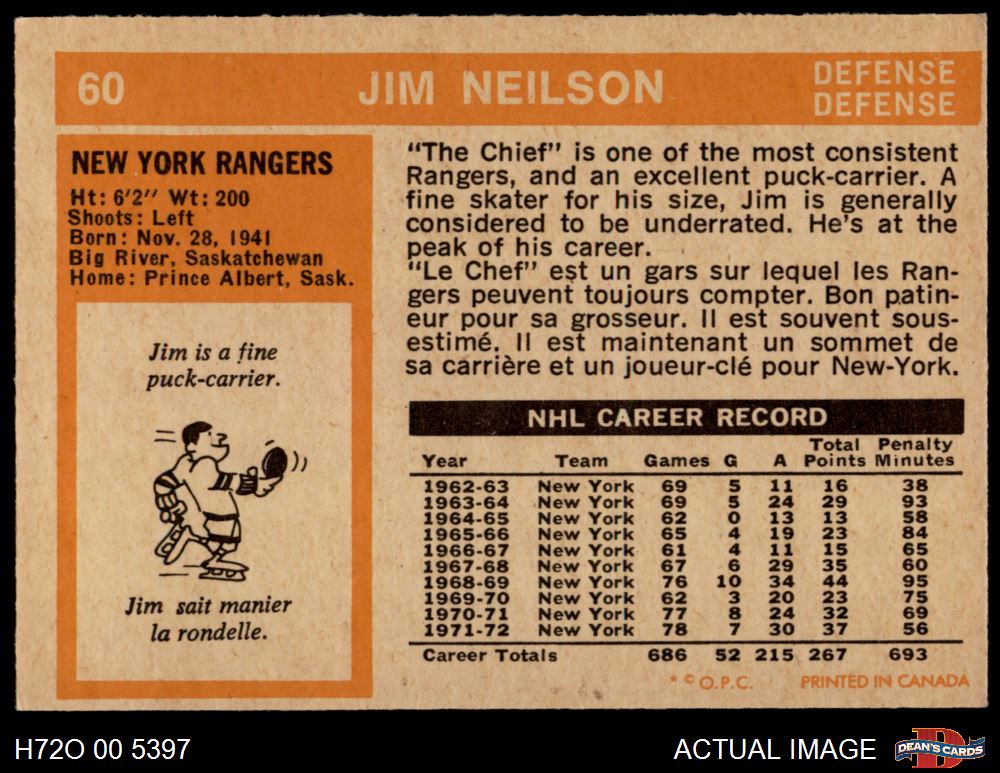 60
JIM NEILSON
DEFENSE
DEFENSE
NEW YORK RANGERS
Ht: 6'2" Wt: 200
Shoots: Left
Born: Nov. 28, 1941
Big River, Saskatchewan
Home: Prince Albert, Sask.
Jim is a fine
puck-carrier.
Jim sait manier
la rondelle.
"The Chief" is one of the most consistent
Rangers, and an excellent puck-carrier. A
fine skater for his size, Jim is generally
considered to be underrated. He's at the
peak of his career.
"Le Chef" est un gars sur lequel les Ran-
gers peuvent toujours compter. Bon patin-
eur pour sa grosseur. Il est souvent sous-
estimé. Il est maintenant un sommet de
sa carrière et un joueur-clé pour New-York.
NHL CAREER RECORD
Total Penalty
Year Team Games G A Points Minutes
1962-63 New York 69 5 11 16 38
1963-64 New York 69 5 24 29 93
1964-65 New York 62 0 13 13 58
1965-66 New York 65 4 19 23 84
1966-67 New York 61 4 11 15 65
1967-68 New York 67 6 29 35 60
1968-69 New York 76 10 34 44 95
1969-70 New York 62 3 20 23 75
1970-71 New York 77 8 24 32 69
1971-72 New York 78 7 30 37 56
Career Totals 686 52 215 267 693
* © O.P.C. PRINTED IN CANADA
H72O 00 5397
ACTUAL IMAGE
DEAN'S CARDS